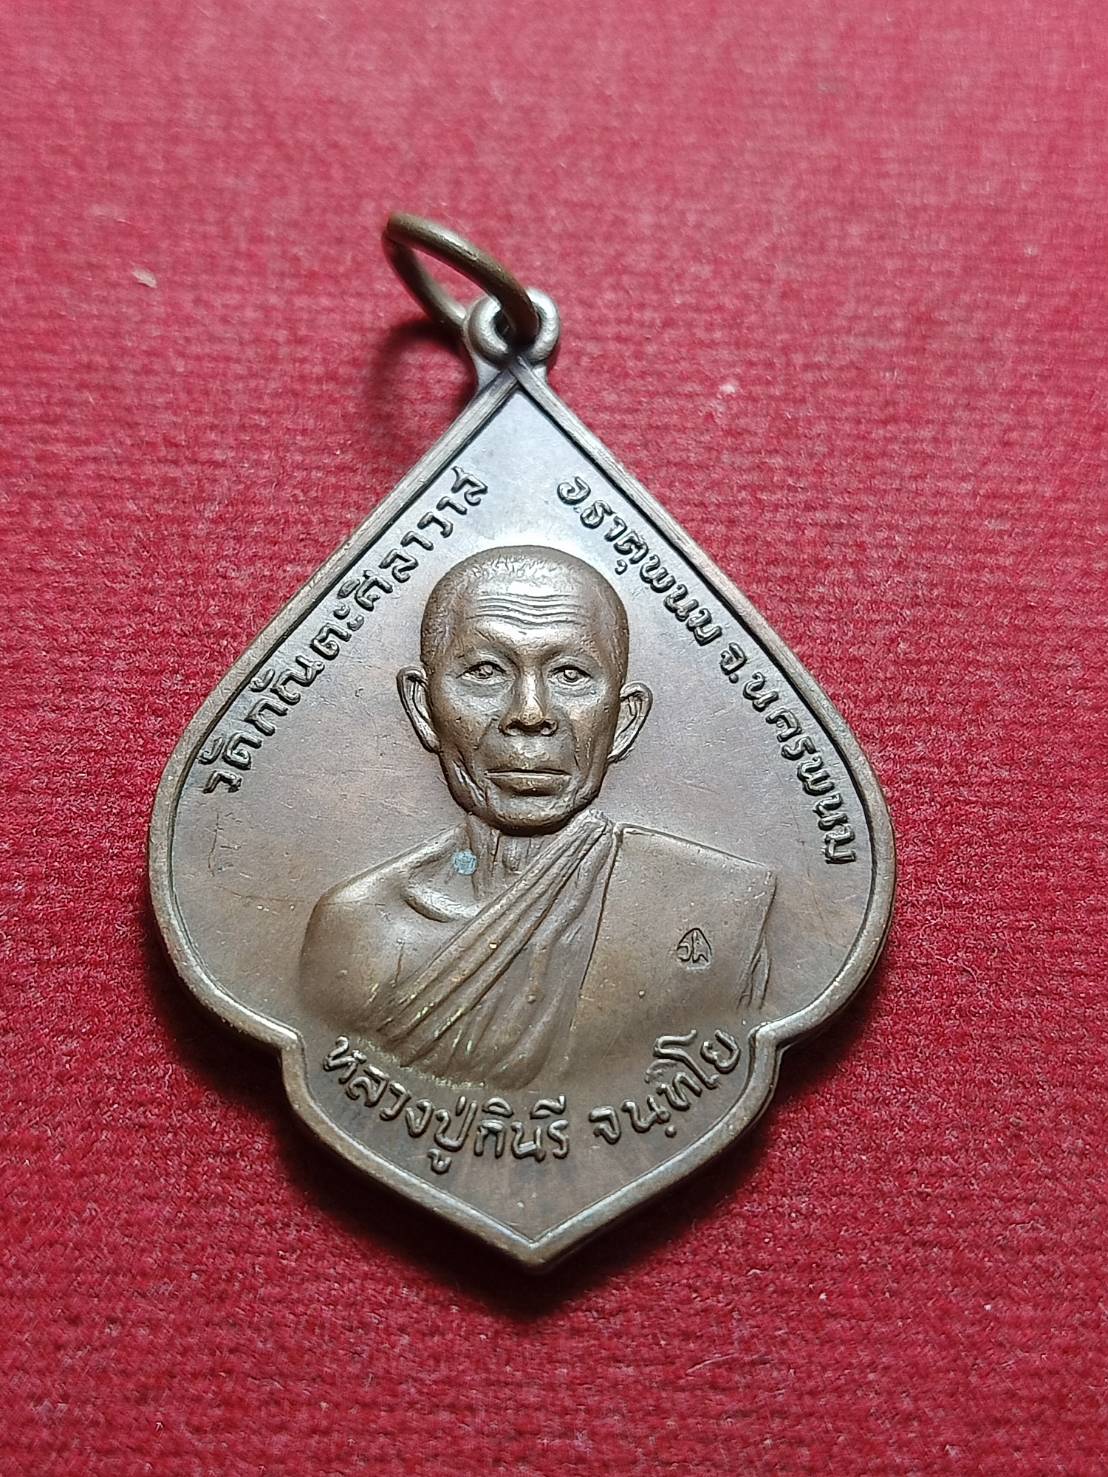 วัดกัณตะศิลาวาส
อ.ธาตุพนม จ.นครพนม
หลวงปู่กินรี จนฺทิโย